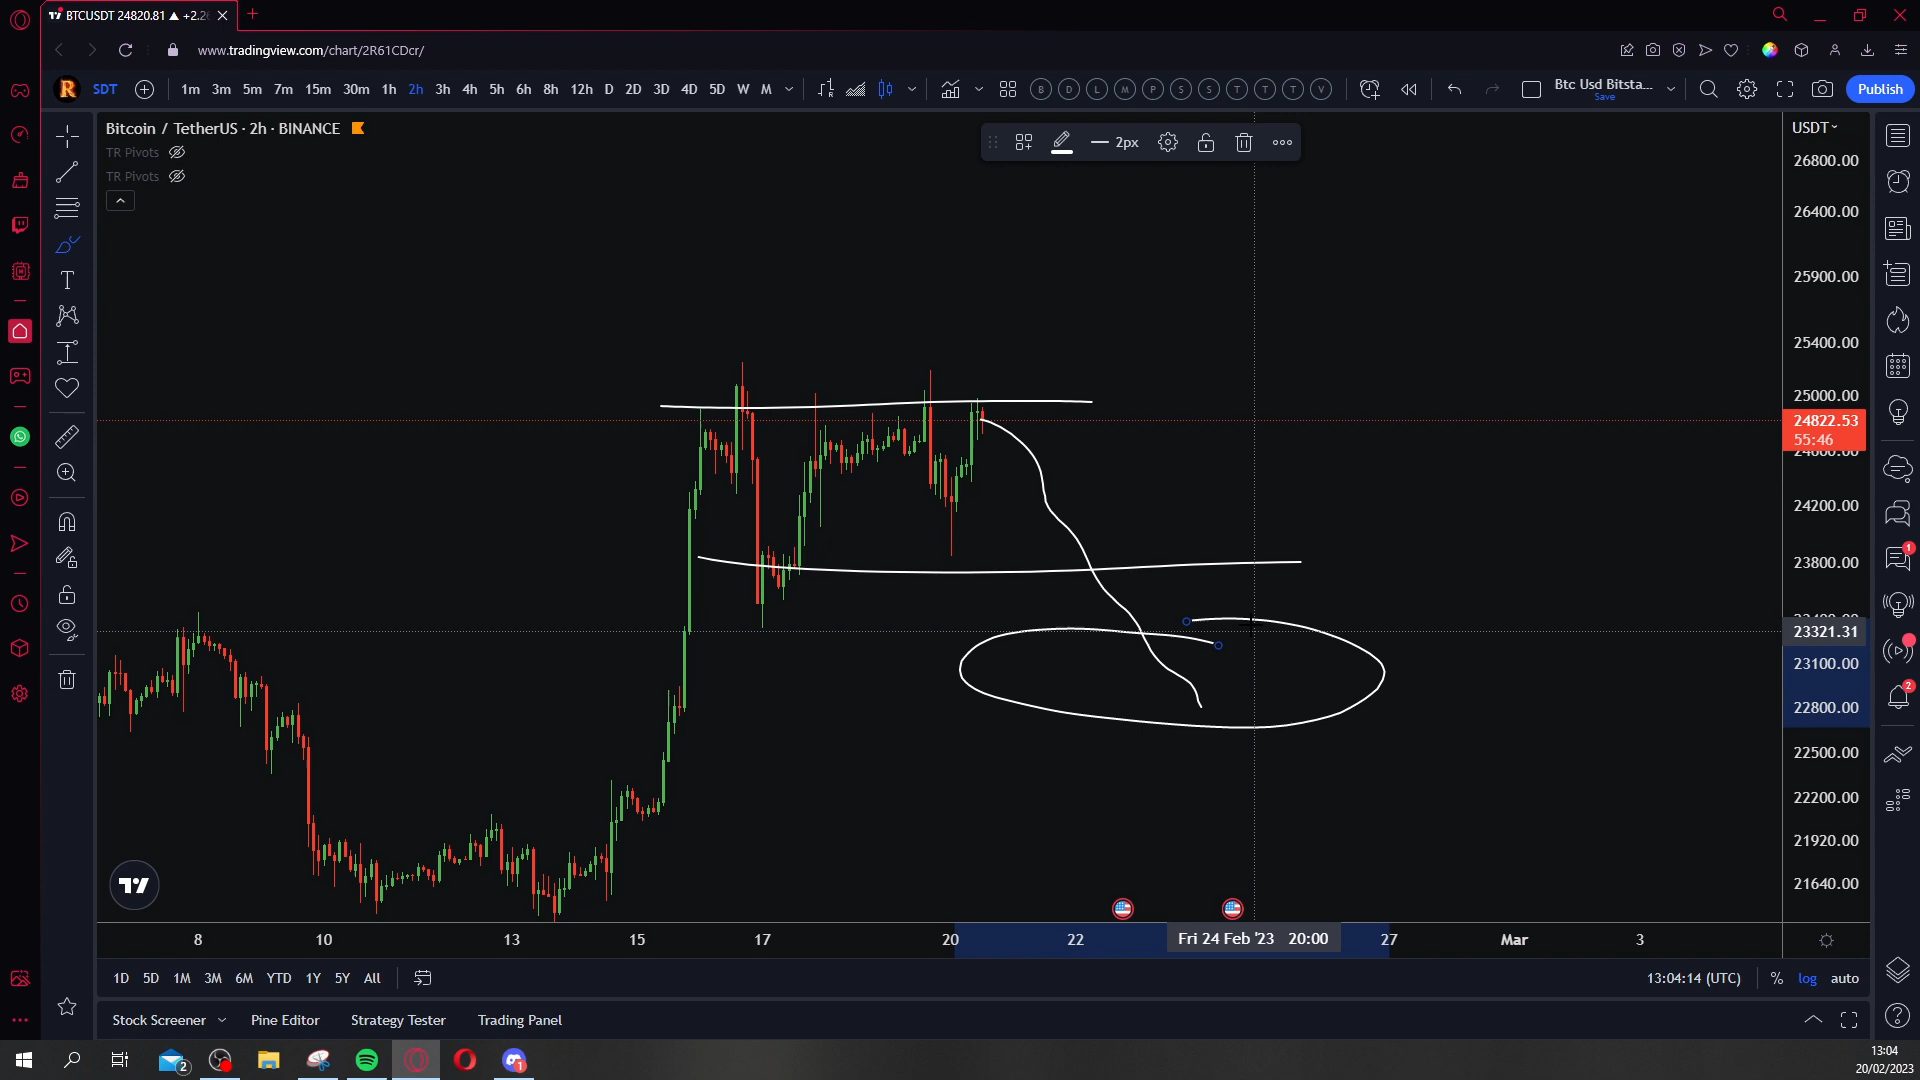 BTCUSDT 24820.81 ▲ +2.2
www.tradingview.com/chart/2R61CDcr/
SDT 1m 3m 5m 7m 15m 30m 1h 2h 3h 4h 5h 6h 8h 12h D 2D 3D 4D 5D W M B D L M P S S T T T V Btc Usd Bitsta... Save Publish
Bitcoin / TetherUS · 2h · BINANCE
TR Pivots
TR Pivots
2px
USDT
26800.00
26400.00
25900.00
25400.00
25000.00
24822.53
55:46
24200.00
23800.00
23321.31
23100.00
22800.00
22500.00
22200.00
21920.00
21640.00
8 10 13 15 17 20 22 Fri 24 Feb '23 20:00 27 Mar 3
1D 5D 1M 3M 6M YTD 1Y 5Y All 13:04:14 (UTC) % log auto
Stock Screener Pine Editor Strategy Tester Trading Panel
13:04
20/02/2023